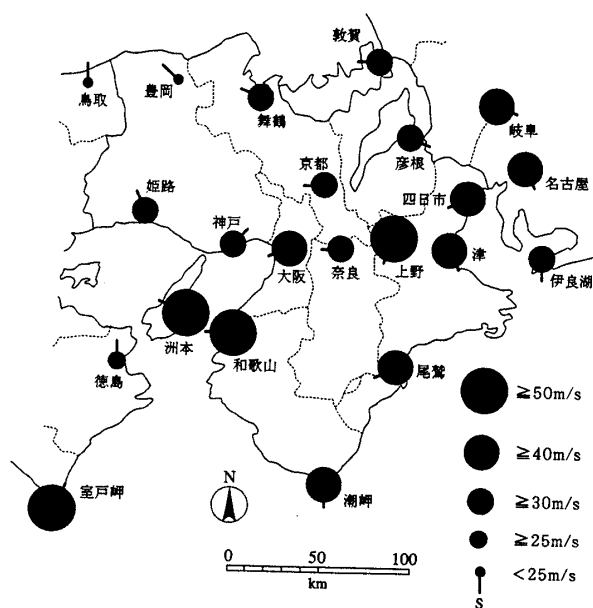 敦賀
鳥取
豊岡
舞鶴
岐阜
京都
彦根
名古屋
姫路
四日市
神戸
大阪
奈良
上野
津
伊良湖
洲本
和歌山
徳島
尾鷲
≧50m/s
≧40m/s
室戸岬
N
潮岬
≧30m/s
≧25m/s
0 50 100
km
<25m/s
S